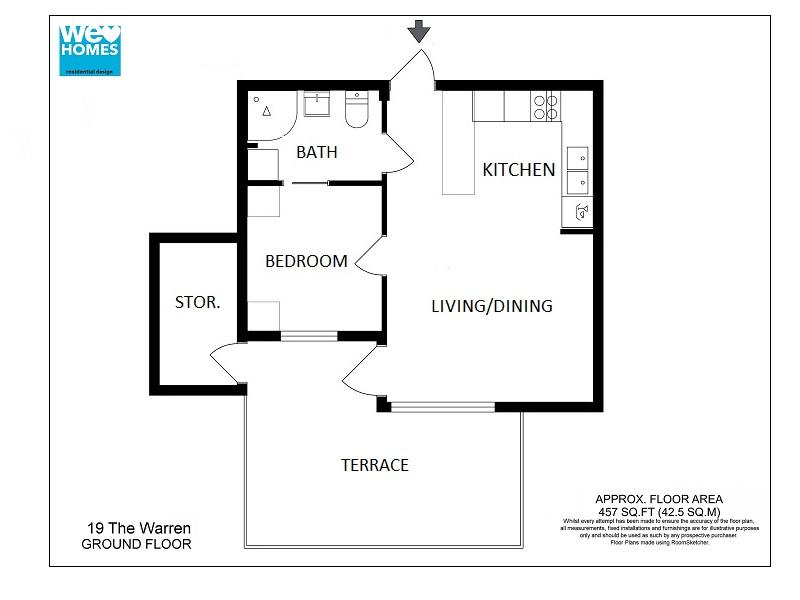 We
HOMES
residential design
BATH
KITCHEN
BEDROOM
STOR.
LIVING/DINING
TERRACE
19 The Warren
GROUND FLOOR
APPROX. FLOOR AREA
457 SQ.FT (42.5 SQ.M)
Whilst every attempt has been made to ensure the accuracy of the floor plan,
all measurements, fixed installations and furnishings are for illustrative purposes
only and should be used as such by any prospective purchaser.
Floor Plans made using RoomSketcher.